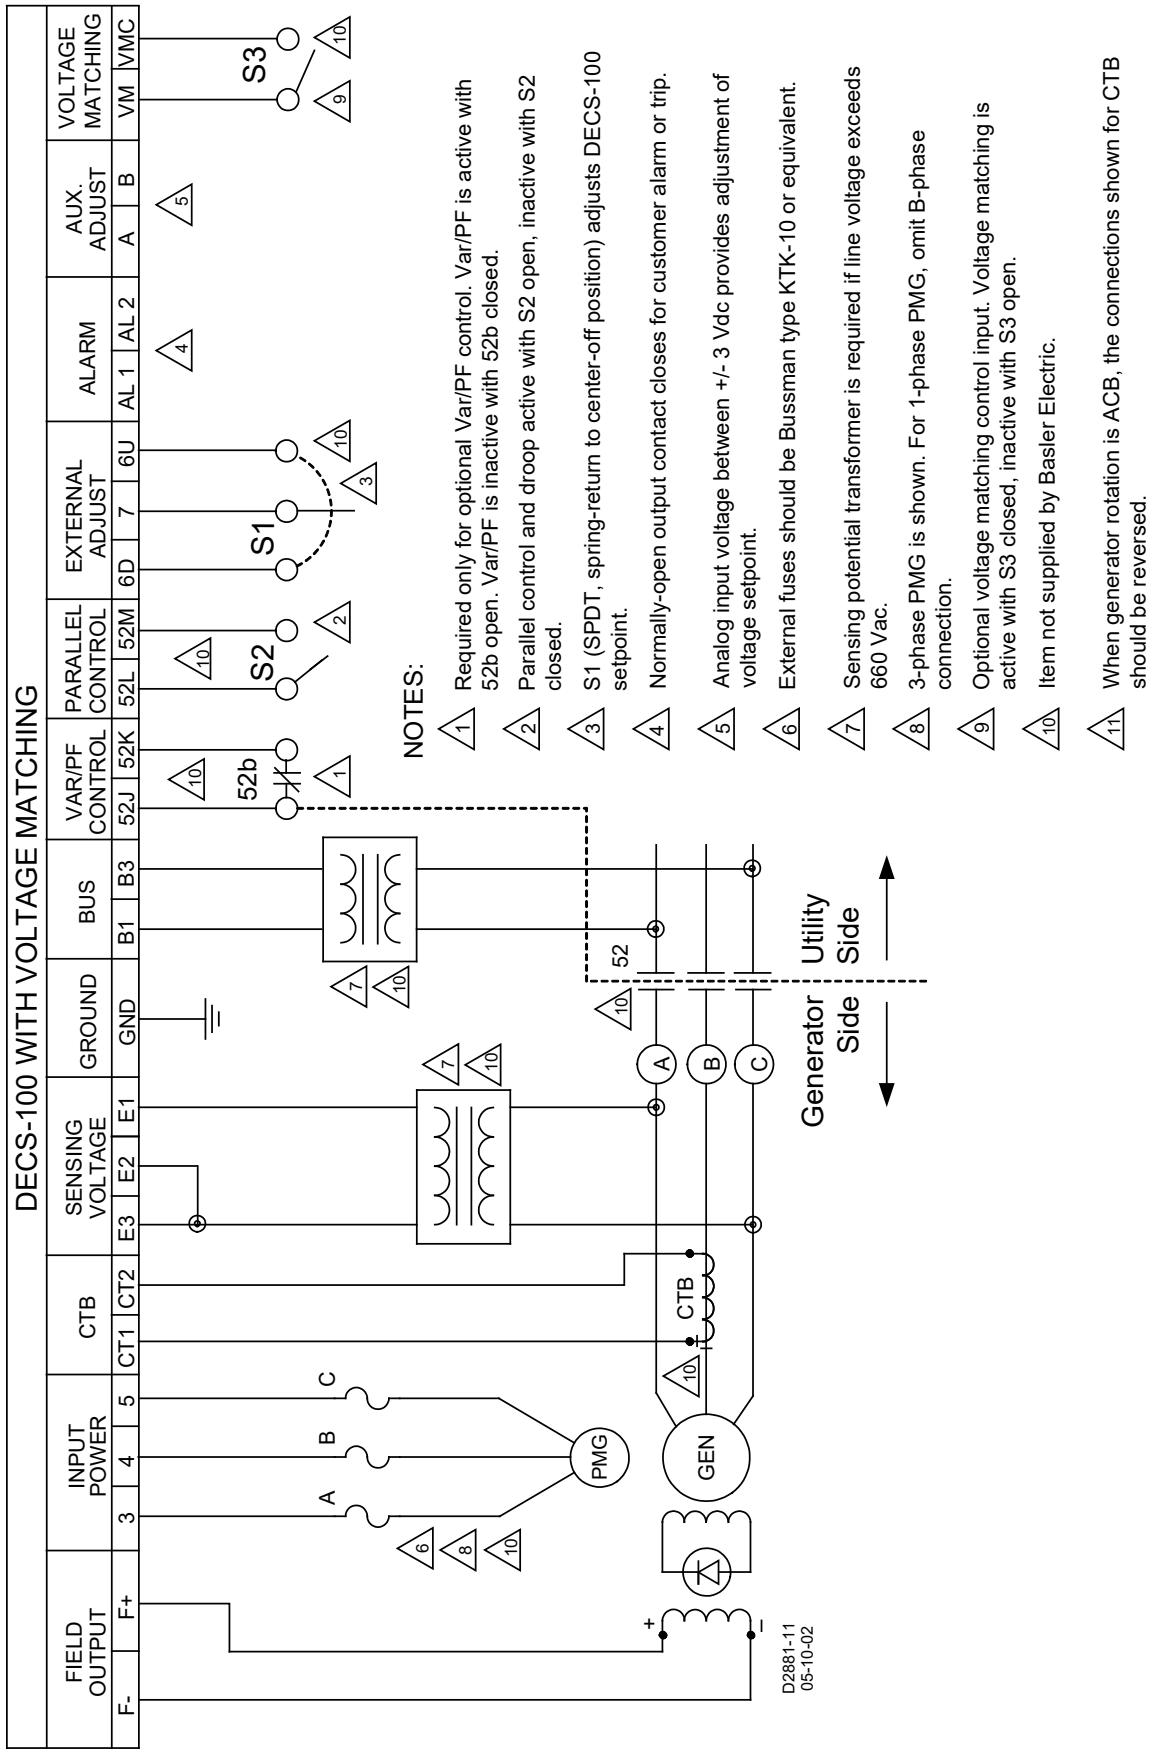 DECS-100 WITH VOLTAGE MATCHING
FIELD OUTPUT
INPUT POWER
CTB
SENSING VOLTAGE
GROUND
BUS
VAR/PF CONTROL
PARALLEL CONTROL
EXTERNAL ADJUST
ALARM
AUX. ADJUST
VOLTAGE MATCHING
F- F+ 3 4 5 CT1 CT2 E3 E2 E1 GND B1 B3 52J 52K 52L 52M 6D 7 6U AL 1 AL 2 A B VM VMC
10
10
4
5
52b
S2
S1
S3
1
2
3
10
9
10
A B C
6
8
10
PMG
7
10
7
10
10
52
10
CTB
GEN
A
B
C
+
–
Generator Side
Utility Side
D2881-11
05-10-02
NOTES:
1 Required only for optional Var/PF control. Var/PF is active with
52b open. Var/PF is inactive with 52b closed.
2 Parallel control and droop active with S2 open, inactive with S2
closed.
3 S1 (SPDT, spring-return to center-off position) adjusts DECS-100
setpoint.
4 Normally-open output contact closes for customer alarm or trip.
5 Analog input voltage between +/- 3 Vdc provides adjustment of
voltage setpoint.
6 External fuses should be Bussman type KTK-10 or equivalent.
7 Sensing potential transformer is required if line voltage exceeds
660 Vac.
8 3-phase PMG is shown. For 1-phase PMG, omit B-phase
connection.
9 Optional voltage matching control input. Voltage matching is
active with S3 closed, inactive with S3 open.
10 Item not supplied by Basler Electric.
11 When generator rotation is ACB, the connections shown for CTB
should be reversed.